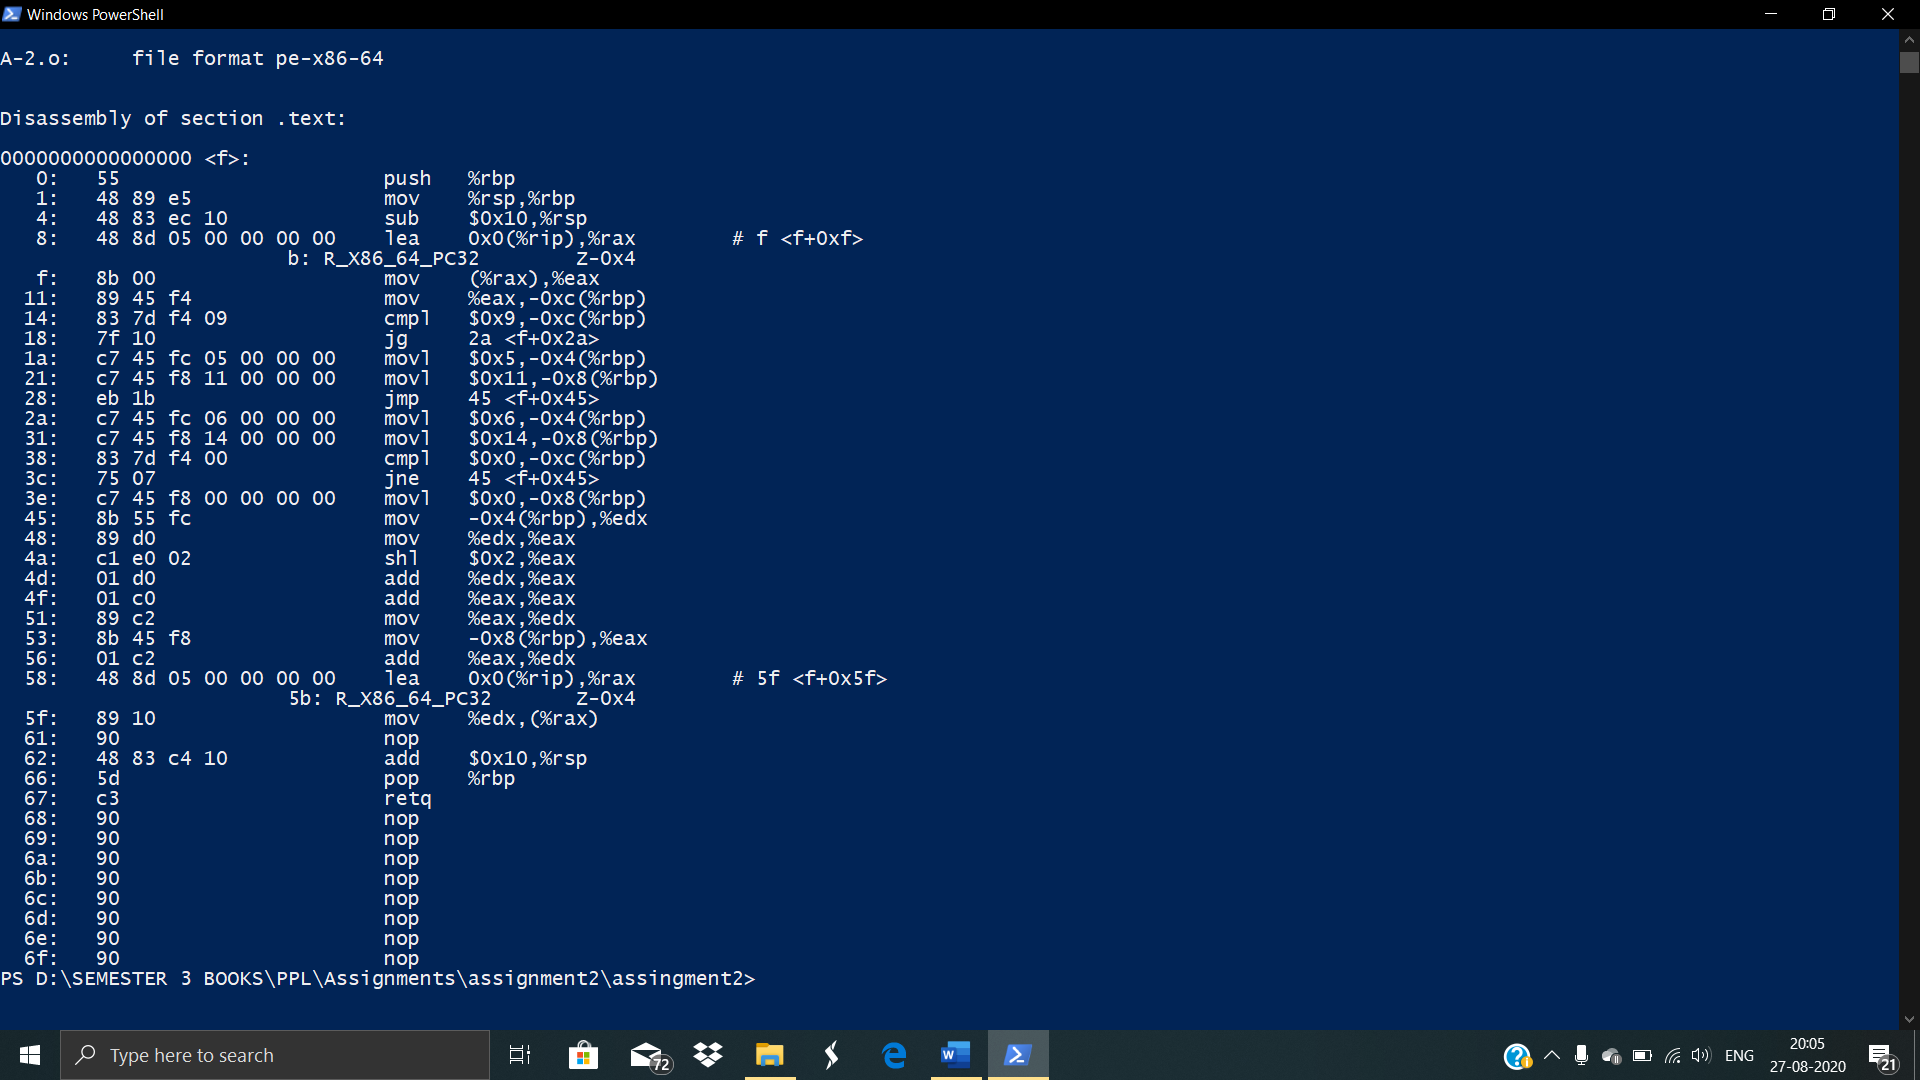 Windows PowerShell
A-2.o:     file format pe-x86-64
Disassembly of section .text:
0000000000000000 <f>:
   0:   55                      push   %rbp
   1:   48 89 e5                mov    %rsp,%rbp
   4:   48 83 ec 10             sub    $0x10,%rsp
   8:   48 8d 05 00 00 00 00    lea    0x0(%rip),%rax        # f <f+0xf>
                        b: R_X86_64_PC32        Z-0x4
   f:   8b 00                   mov    (%rax),%eax
  11:   89 45 f4                mov    %eax,-0xc(%rbp)
  14:   83 7d f4 09             cmpl   $0x9,-0xc(%rbp)
  18:   7f 10                   jg     2a <f+0x2a>
  1a:   c7 45 fc 05 00 00 00    movl   $0x5,-0x4(%rbp)
  21:   c7 45 f8 11 00 00 00    movl   $0x11,-0x8(%rbp)
  28:   eb 1b                   jmp    45 <f+0x45>
  2a:   c7 45 fc 06 00 00 00    movl   $0x6,-0x4(%rbp)
  31:   c7 45 f8 14 00 00 00    movl   $0x14,-0x8(%rbp)
  38:   83 7d f4 00             cmpl   $0x0,-0xc(%rbp)
  3c:   75 07                   jne    45 <f+0x45>
  3e:   c7 45 f8 00 00 00 00    movl   $0x0,-0x8(%rbp)
  45:   8b 55 fc                mov    -0x4(%rbp),%edx
  48:   89 d0                   mov    %edx,%eax
  4a:   c1 e0 02                shl    $0x2,%eax
  4d:   01 d0                   add    %edx,%eax
  4f:   01 c0                   add    %eax,%eax
  51:   89 c2                   mov    %eax,%edx
  53:   8b 45 f8                mov    -0x8(%rbp),%eax
  56:   01 c2                   add    %eax,%edx
  58:   48 8d 05 00 00 00 00    lea    0x0(%rip),%rax        # 5f <f+0x5f>
                        5b: R_X86_64_PC32       Z-0x4
  5f:   89 10                   mov    %edx,(%rax)
  61:   90                      nop
  62:   48 83 c4 10             add    $0x10,%rsp
  66:   5d                      pop    %rbp
  67:   c3                      retq
  68:   90                      nop
  69:   90                      nop
  6a:   90                      nop
  6b:   90                      nop
  6c:   90                      nop
  6d:   90                      nop
  6e:   90                      nop
  6f:   90                      nop
PS D:\SEMESTER 3 BOOKS\PPL\Assignments\assignment2\assingment2>
Type here to search
72
W
ENG
20:05
27-08-2020
21